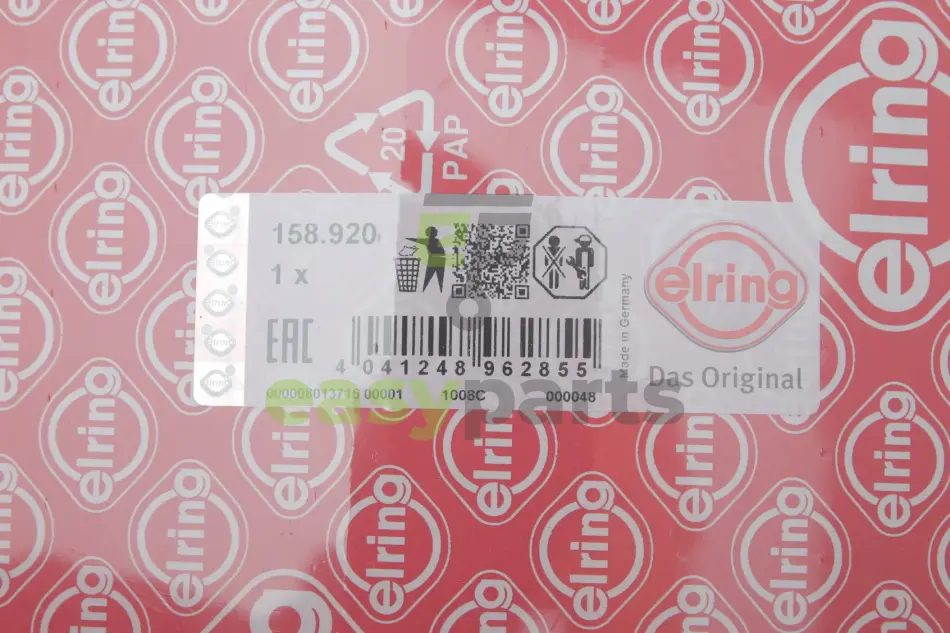 elring
20
PAP
158.920
1 x
EAC
4 041248 962855
000008013716 00001 1008C 000048
Made in Germany
elring
Das Original
easyparts